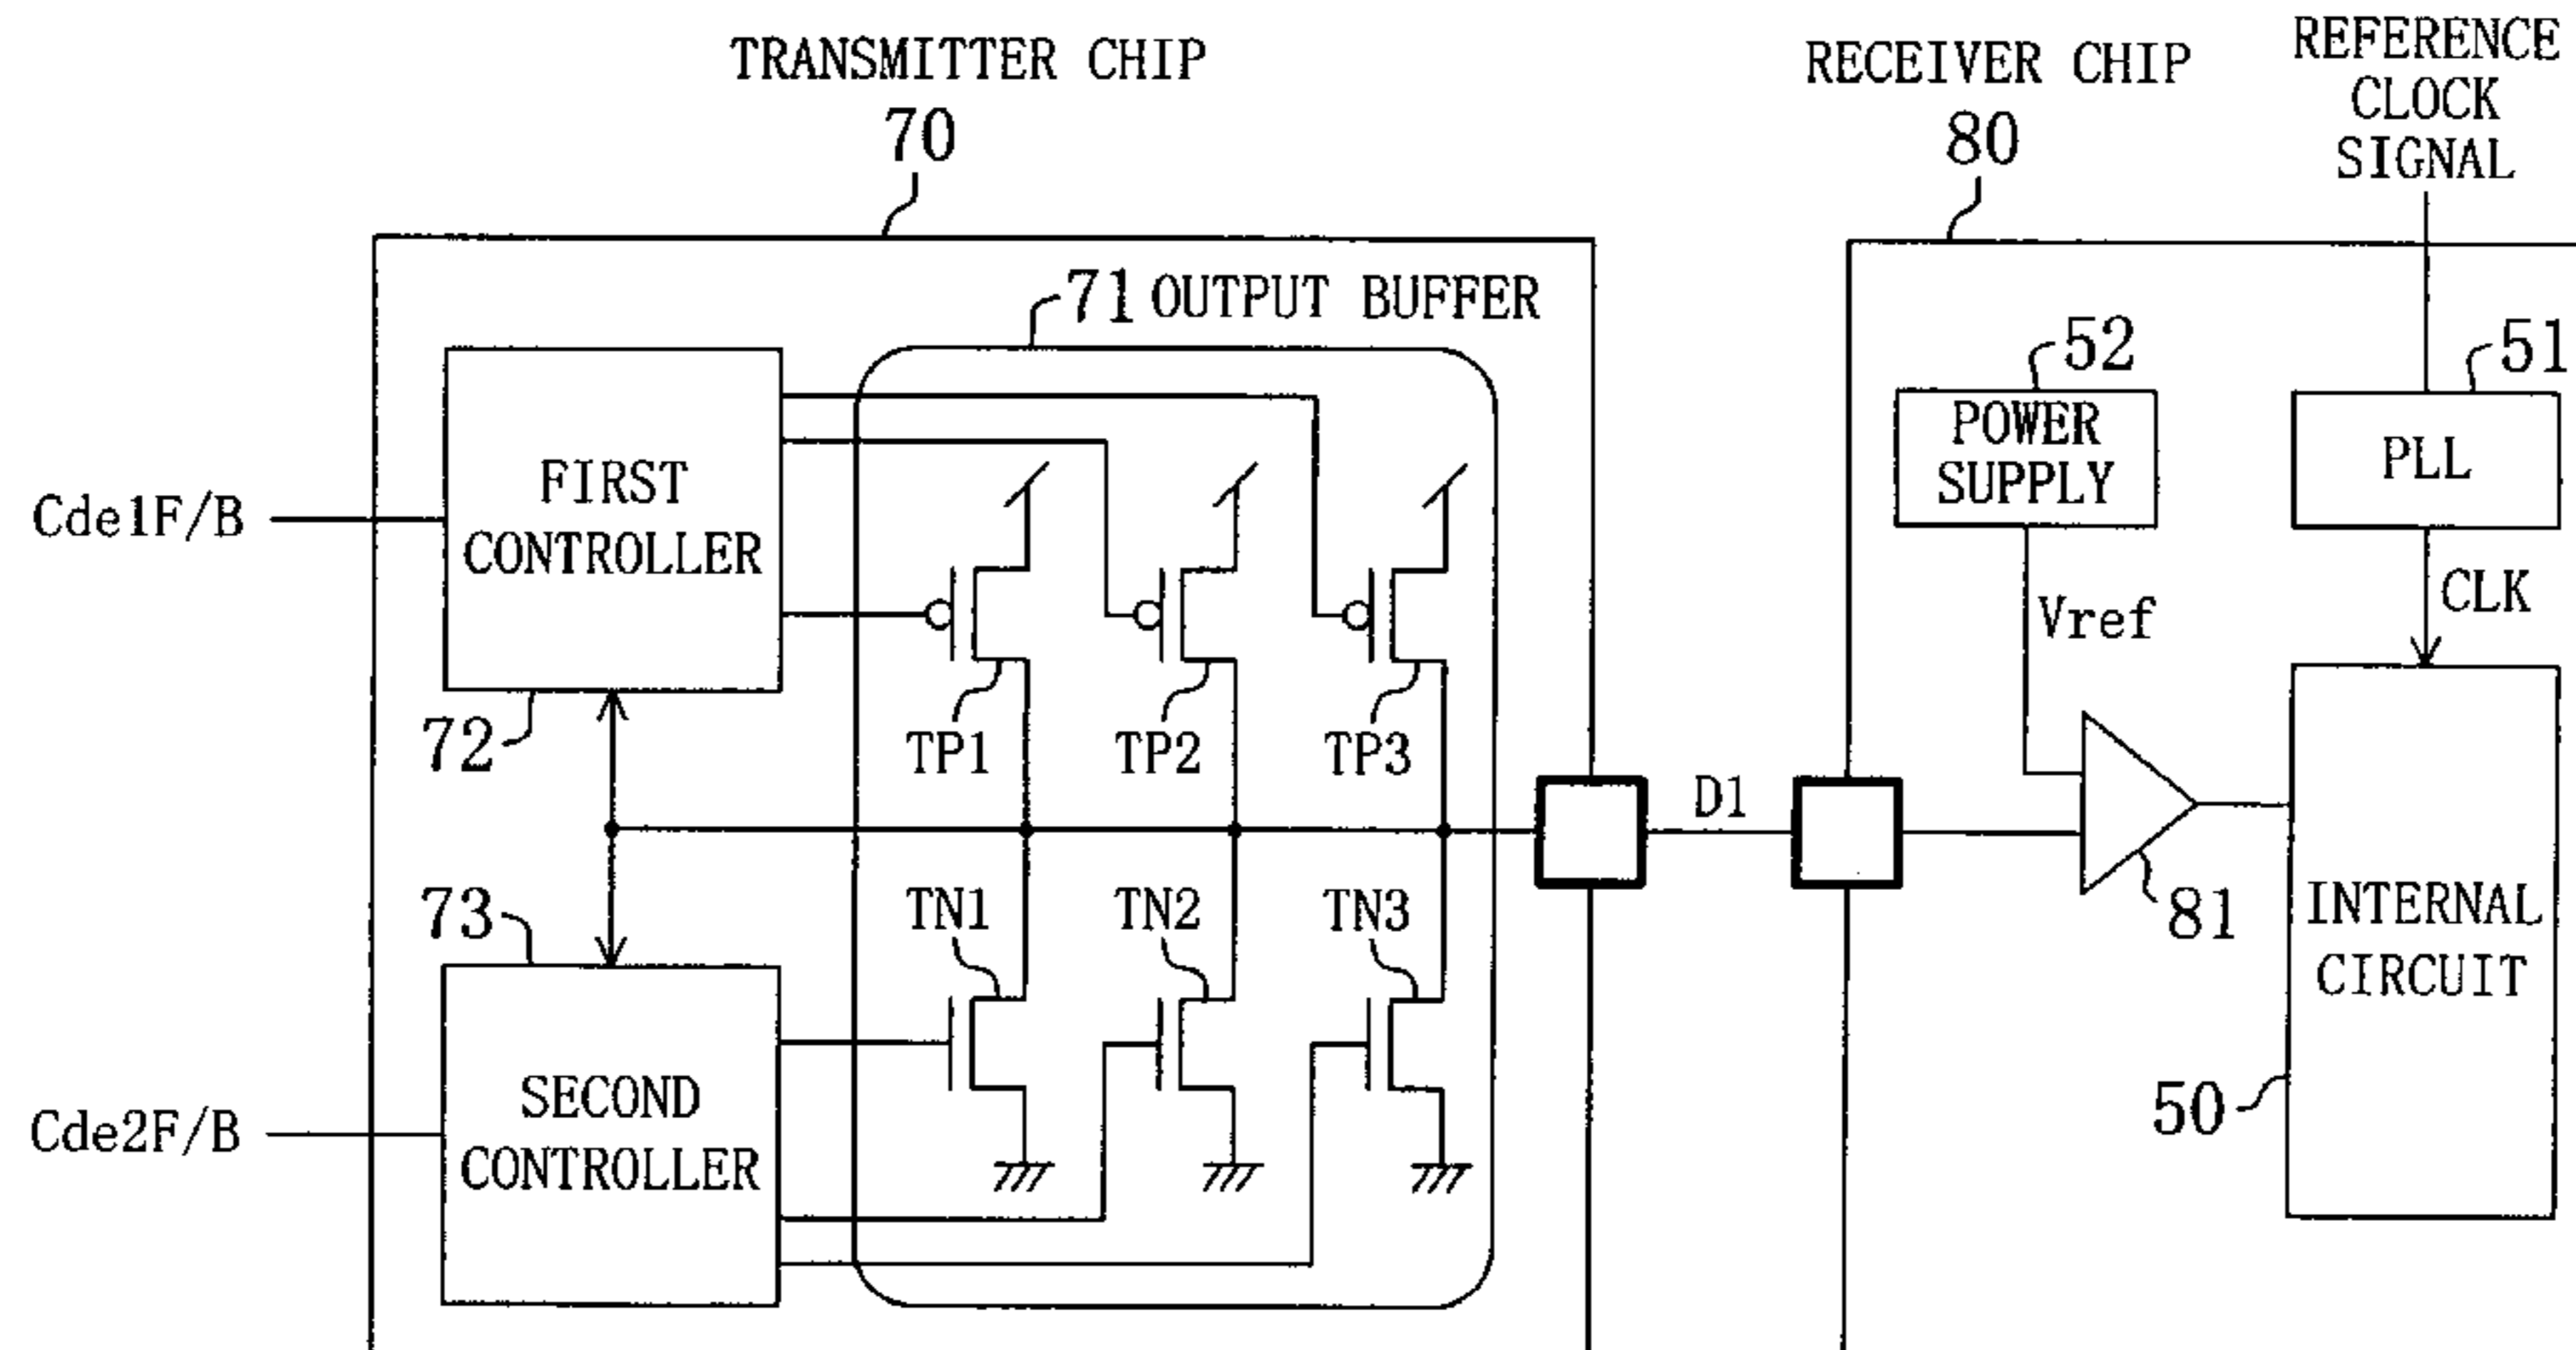 TRANSMITTER CHIP
70
RECEIVER CHIP
80
REFERENCE
CLOCK
SIGNAL
71 OUTPUT BUFFER
52
POWER
SUPPLY
51
PLL
Cde1F/B
FIRST
CONTROLLER
72
TP1
TP2
TP3
Vref
CLK
D1
81
73
TN1
TN2
TN3
INTERNAL
CIRCUIT
50
Cde2F/B
SECOND
CONTROLLER